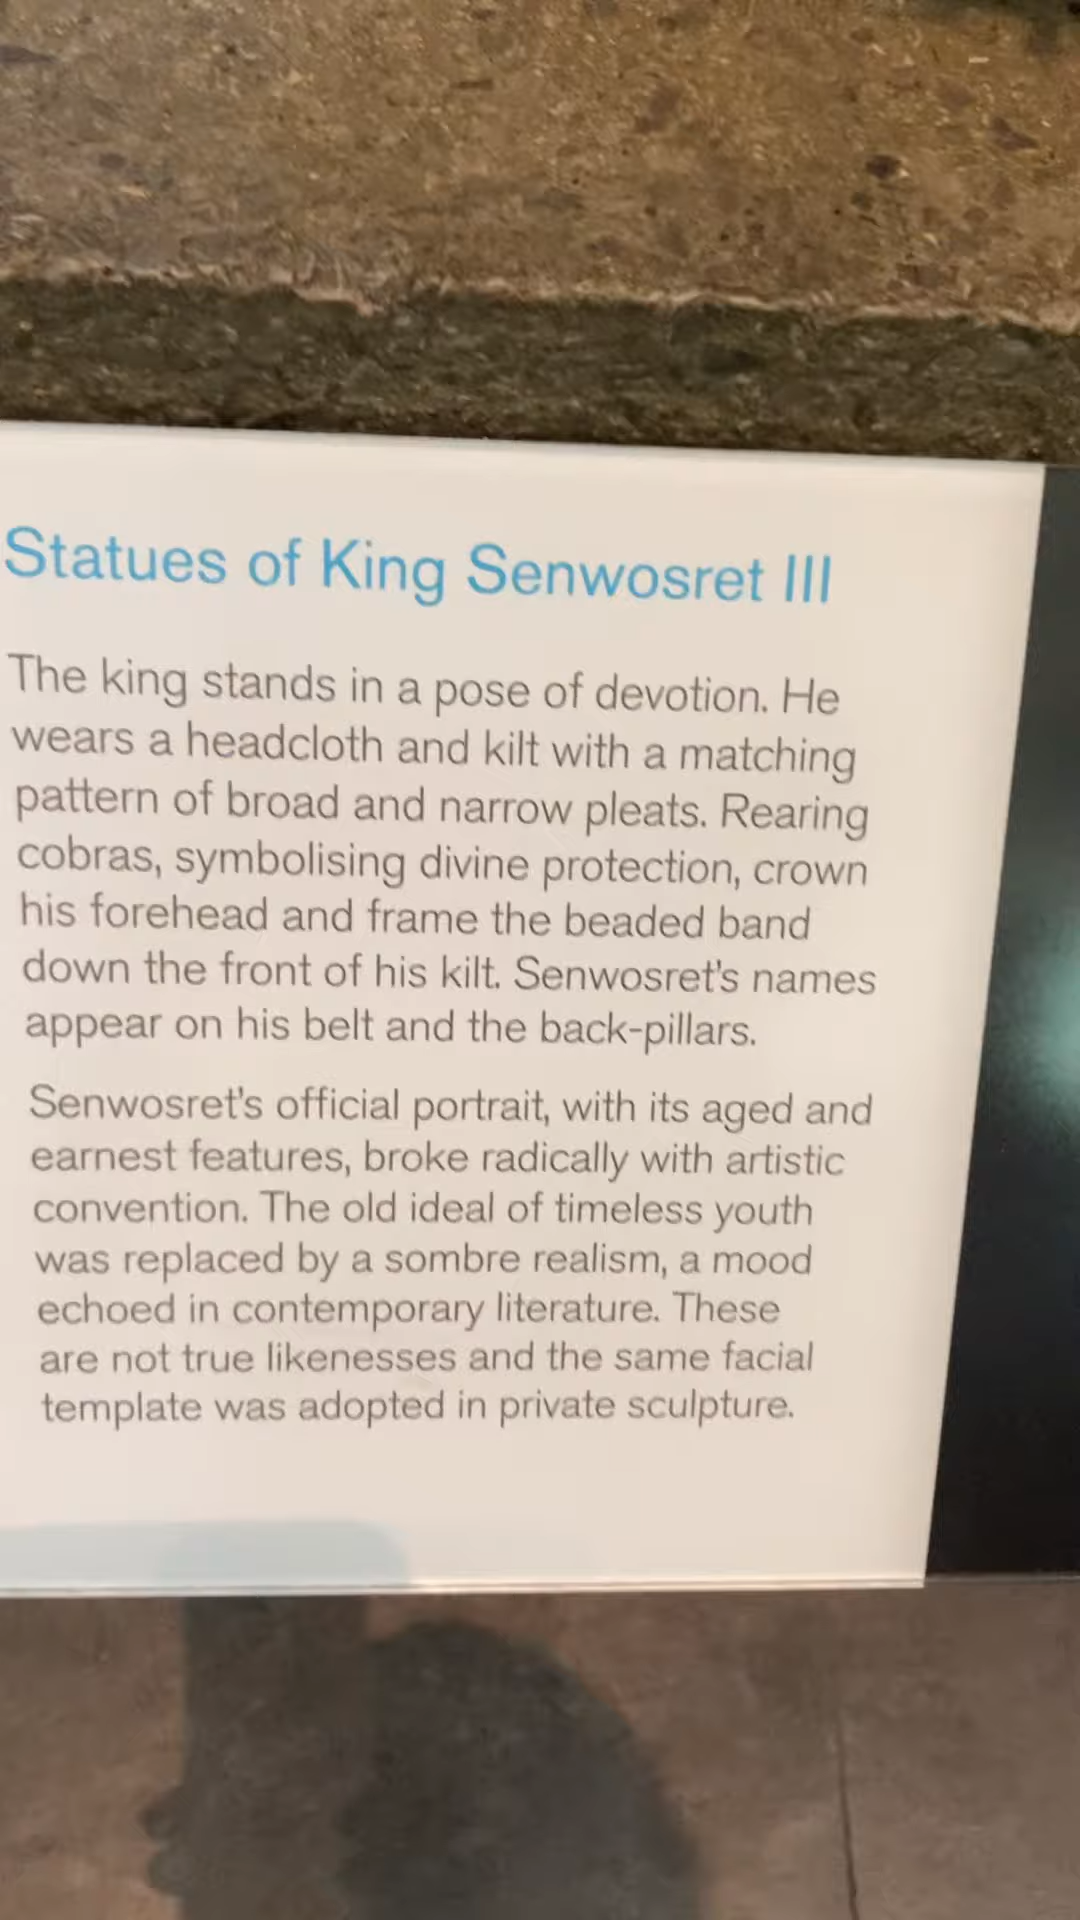 Statues of King Senwosret III
The king stands in a pose of devotion. He
wears a headcloth and kilt with a matching
pattern of broad and narrow pleats. Rearing
cobras, symbolising divine protection, crown
his forehead and frame the beaded band
down the front of his kilt. Senwosret's names
appear on his belt and the back-pillars.
Senwosret's official portrait, with its aged and
earnest features, broke radically with artistic
convention. The old ideal of timeless youth
was replaced by a sombre realism, a mood
echoed in contemporary literature. These
are not true likenesses and the same facial
template was adopted in private sculpture.